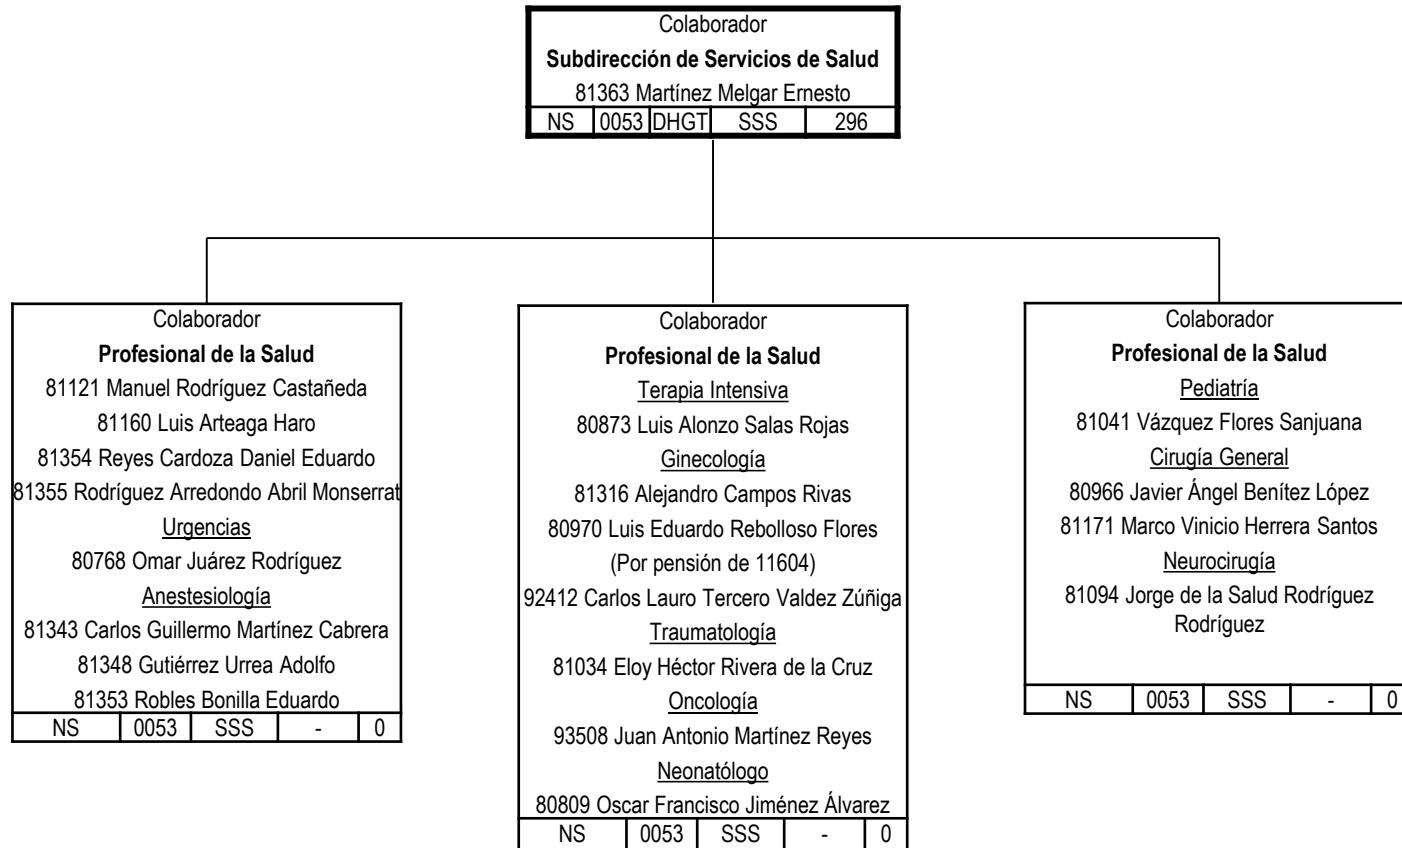 Colaborador
Subdirección de Servicios de Salud
81363 Martínez Melgar Ernesto
NS 0053 DHGT SSS 296
Colaborador
Profesional de la Salud
81121 Manuel Rodríguez Castañeda
81160 Luis Arteaga Haro
81354 Reyes Cardoza Daniel Eduardo
81355 Rodríguez Arredondo Abril Monserrat
Urgencias
80768 Omar Juárez Rodríguez
Anestesiología
81343 Carlos Guillermo Martínez Cabrera
81348 Gutiérrez Urrea Adolfo
81353 Robles Bonilla Eduardo
NS 0053 SSS - 0
Colaborador
Profesional de la Salud
Terapia Intensiva
80873 Luis Alonzo Salas Rojas
Ginecología
81316 Alejandro Campos Rivas
80970 Luis Eduardo Rebolloso Flores
(Por pensión de 11604)
92412 Carlos Lauro Tercero Valdez Zúñiga
Traumatología
81034 Eloy Héctor Rivera de la Cruz
Oncología
93508 Juan Antonio Martínez Reyes
Neonatólogo
80809 Oscar Francisco Jiménez Álvarez
NS 0053 SSS - 0
Colaborador
Profesional de la Salud
Pediatría
81041 Vázquez Flores Sanjuana
Cirugía General
80966 Javier Ángel Benítez López
81171 Marco Vinicio Herrera Santos
Neurocirugía
81094 Jorge de la Salud Rodríguez
Rodríguez
NS 0053 SSS - 0